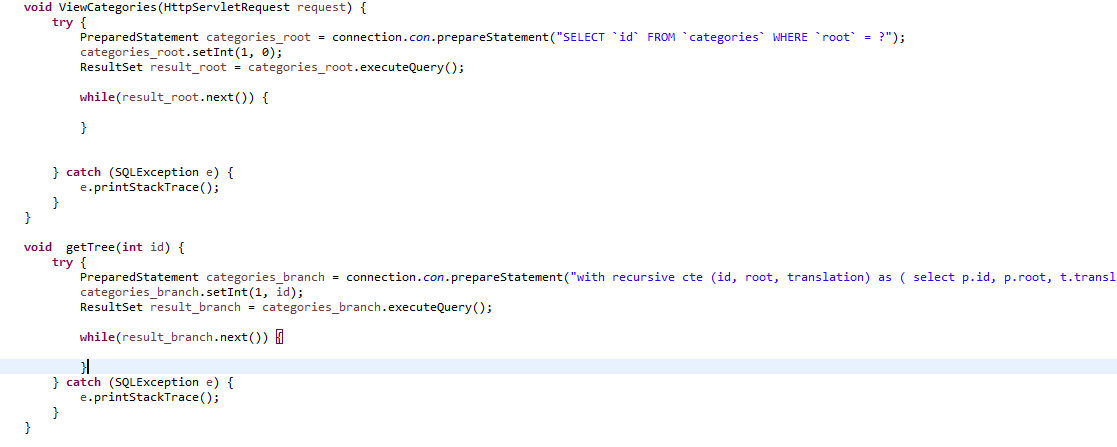 void ViewCategories(HttpServletRequest request) {
    try {
        PreparedStatement categories_root = connection.con.prepareStatement("SELECT `id` FROM `categories` WHERE `root` = ?");
        categories_root.setInt(1, 0);
        ResultSet result_root = categories_root.executeQuery();
        while(result_root.next()) {
        }
    } catch (SQLException e) {
        e.printStackTrace();
    }
}
void  getTree(int id) {
    try {
        PreparedStatement categories_branch = connection.con.prepareStatement("with recursive cte (id, root, translation) as ( select p.id, p.root, t.transl
        categories_branch.setInt(1, id);
        ResultSet result_branch = categories_branch.executeQuery();
        while(result_branch.next()) {
        }
    } catch (SQLException e) {
        e.printStackTrace();
    }
}